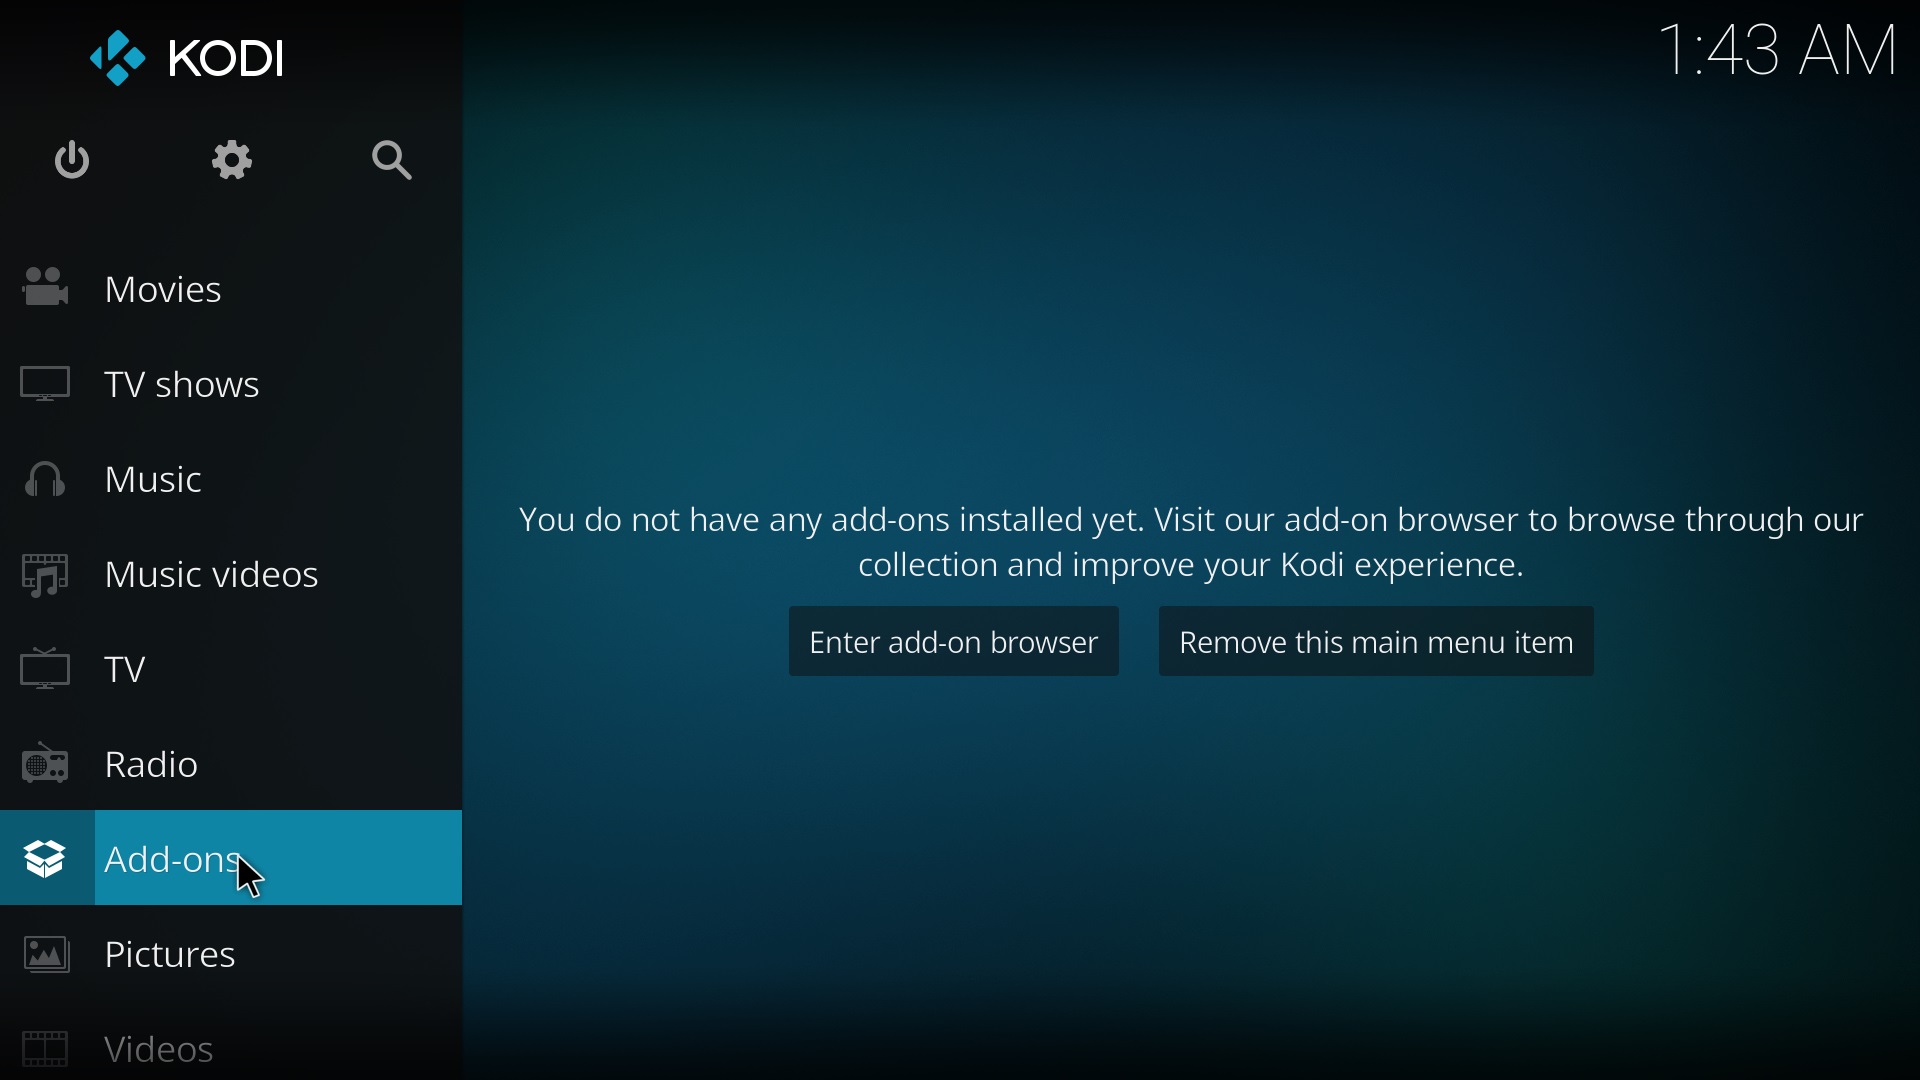 KODI
1:43 AM
Movies
TV shows
Music
Music videos
TV
Radio
Add-ons
Pictures
Videos
You do not have any add-ons installed yet. Visit our add-on browser to browse through our
collection and improve your Kodi experience.
Enter add-on browser
Remove this main menu item